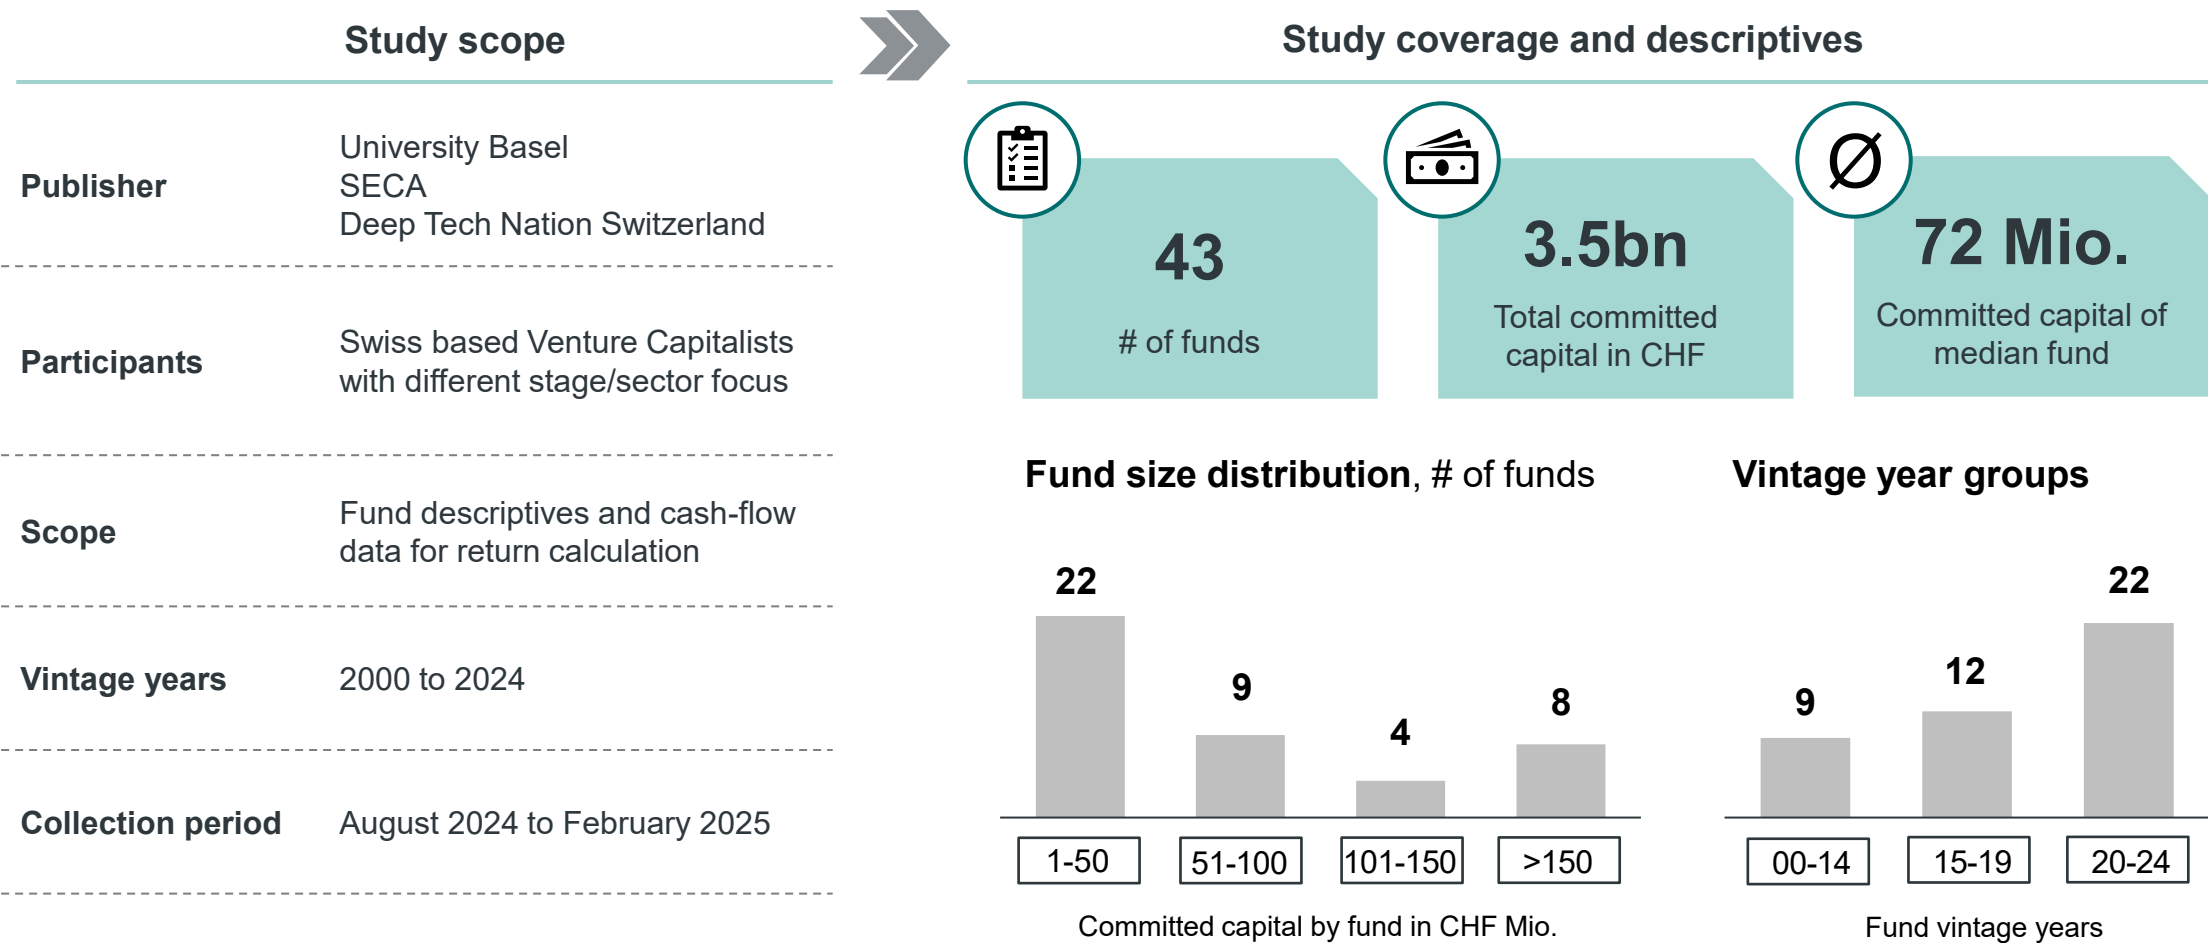 Study scope
Publisher
University Basel
SECA
Deep Tech Nation Switzerland
Participants
Swiss based Venture Capitalists
with different stage/sector focus
Scope
Fund descriptives and cash-flow
data for return calculation
Vintage years
2000 to 2024
Collection period
August 2024 to February 2025
Study coverage and descriptives
43
# of funds
3.5bn
Total committed
capital in CHF
Ø
72 Mio.
Committed capital of
median fund
Fund size distribution, # of funds
22
9
4
8
1-50
51-100
101-150
>150
Committed capital by fund in CHF Mio.
Vintage year groups
9
12
22
00-14
15-19
20-24
Fund vintage years